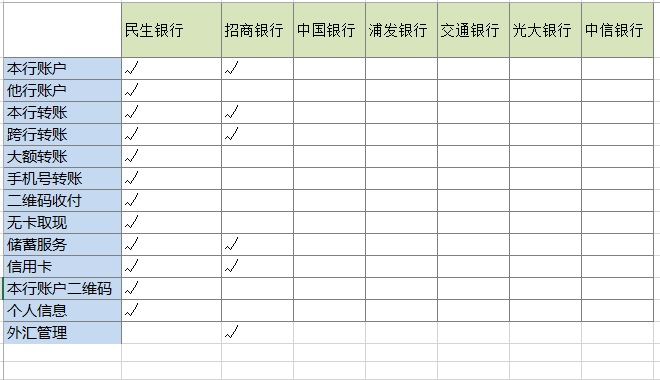 民生银行 招商银行 中国银行 浦发银行 交通银行 光大银行 中信银行
本行账户 √ √
他行账户 √
本行转账 √ √
跨行转账 √ √
大额转账 √
手机号转账 √
二维码收付 √
无卡取现 √
储蓄服务 √ √
信用卡 √ √
本行账户二维码 √
个人信息 √
外汇管理 √